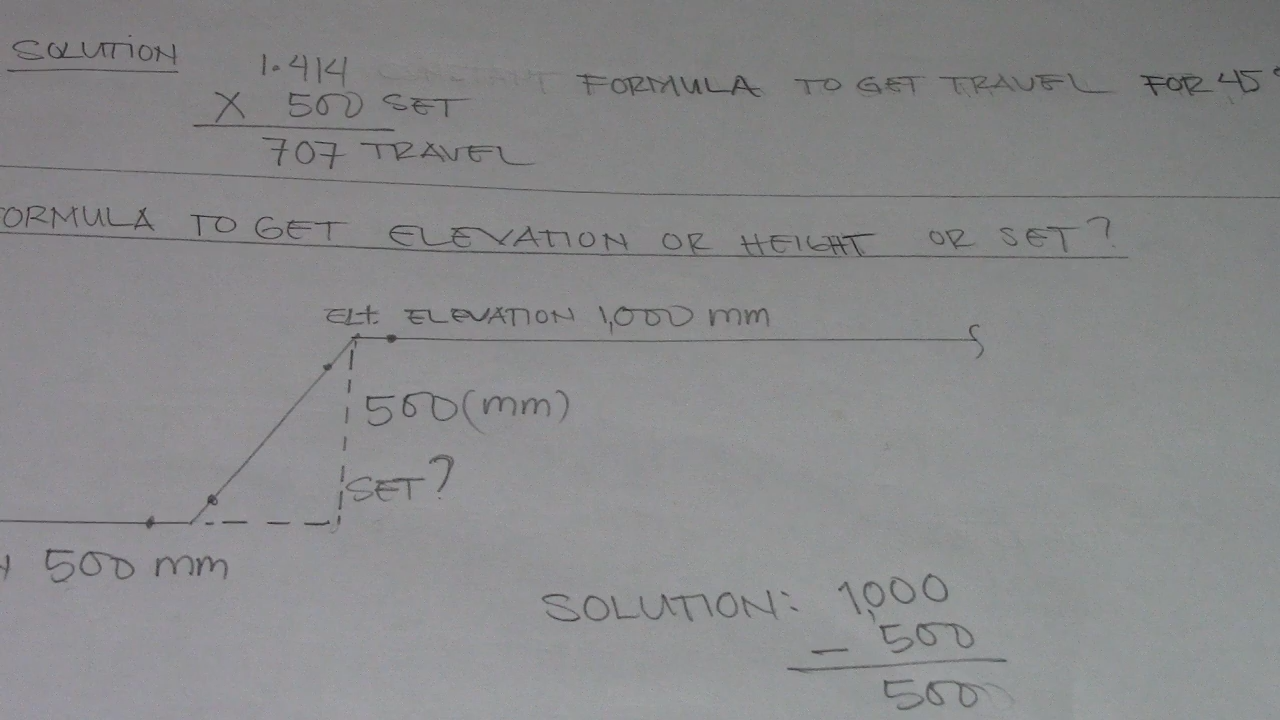 SOLUTION
1.414 CONSTANT FORMULA TO GET TRAVEL FOR 45°
X 500 SET
707 TRAVEL
ORMULA TO GET ELEVATION OR HEIGHT OR SET?
ELEVATION 1,000 mm
500 (mm)
SET?
500 mm
SOLUTION: 1,000
- 500
500